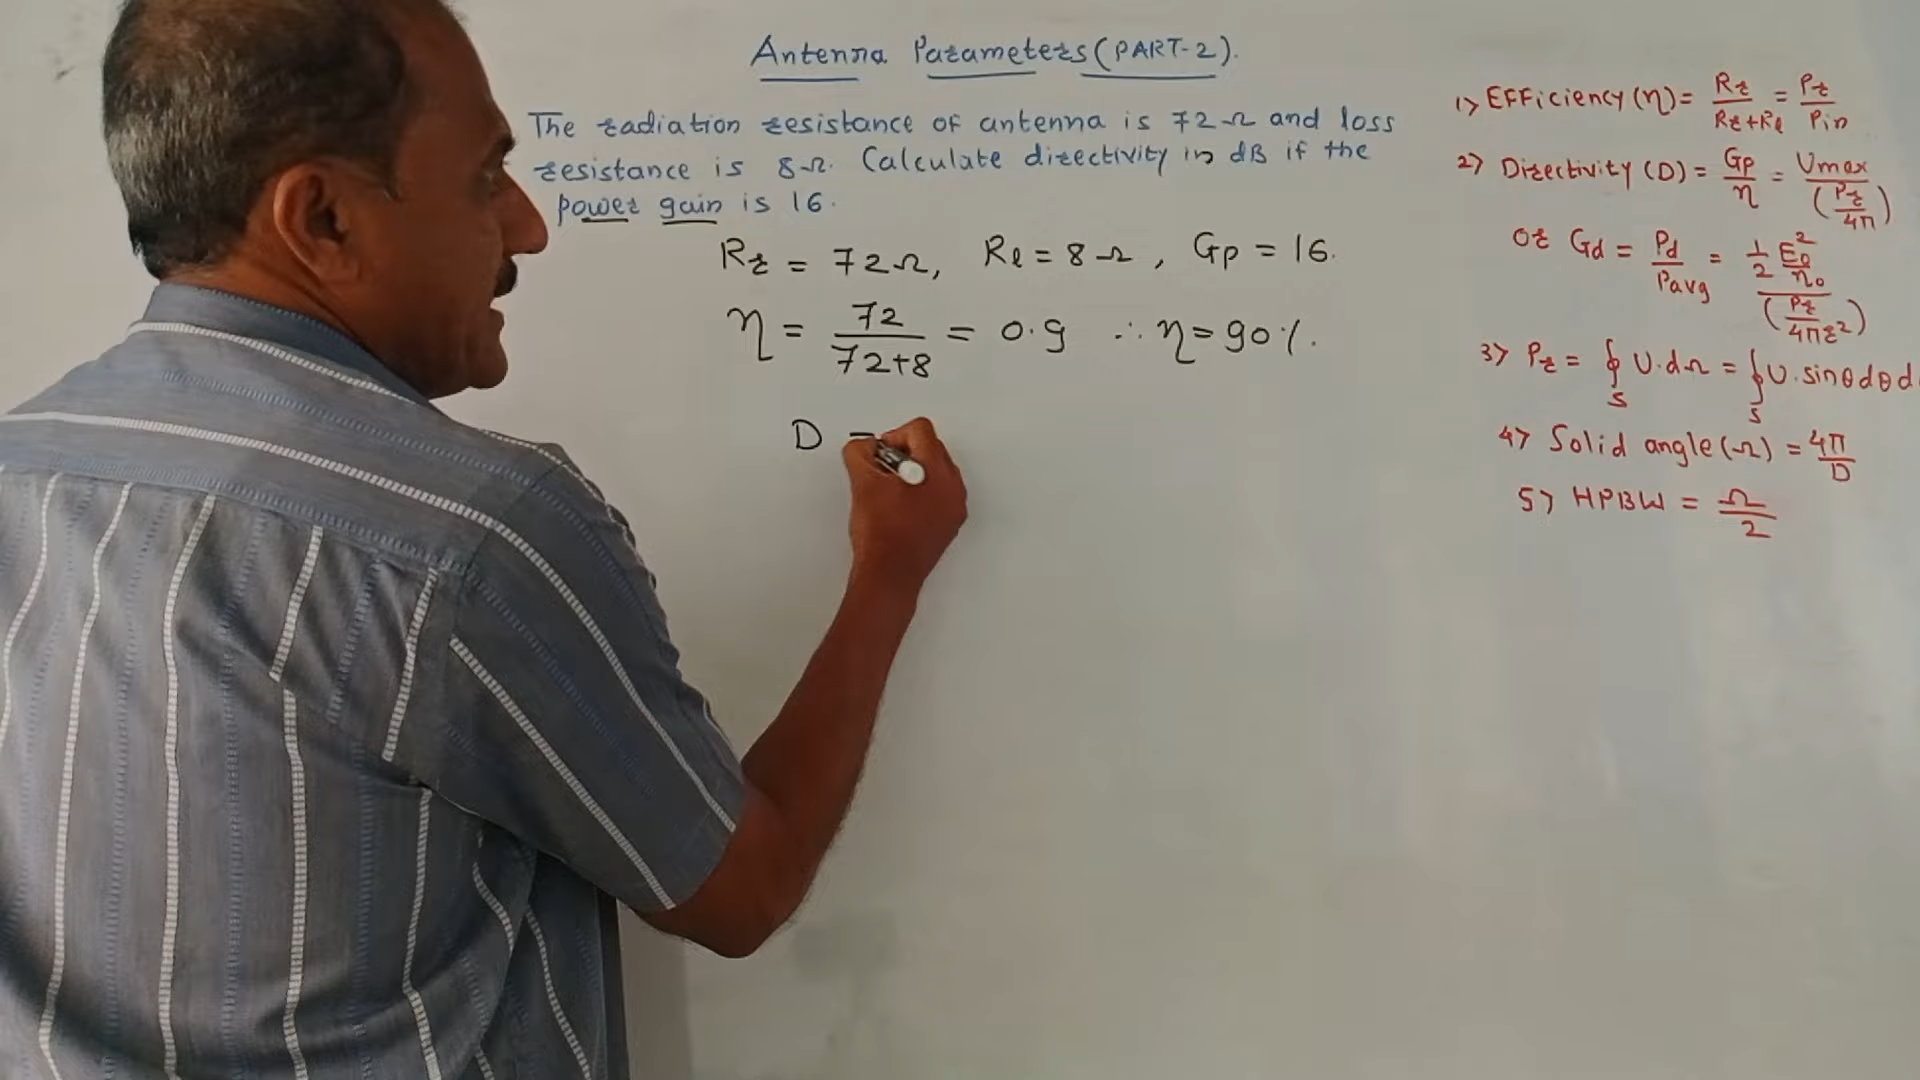 Antenna Parameters (PART-2).
The radiation resistance of antenna is 72Ω and loss
resistance is 8Ω. Calculate directivity in dB if the
power gain is 16.
Rr = 72Ω, Rl = 8Ω, Gp = 16.
η = 72/(72+8) = 0.9 ∴ η = 90%.
D =
1) EFFiciency (η) = Rr/(Rr+Rl) = Pr/Pin
2) Directivity (D) = Gp/η = Umax/(Pr/4π)
or Gd = Pd/Pavg = (1/2 E0²/η0)/(Pr/4πr²)
3) Pr = ∮s U.dΩ = ∮s U.sinθdθd
4) Solid angle (Ω) = 4π/D
5) HPBW = Ω/2